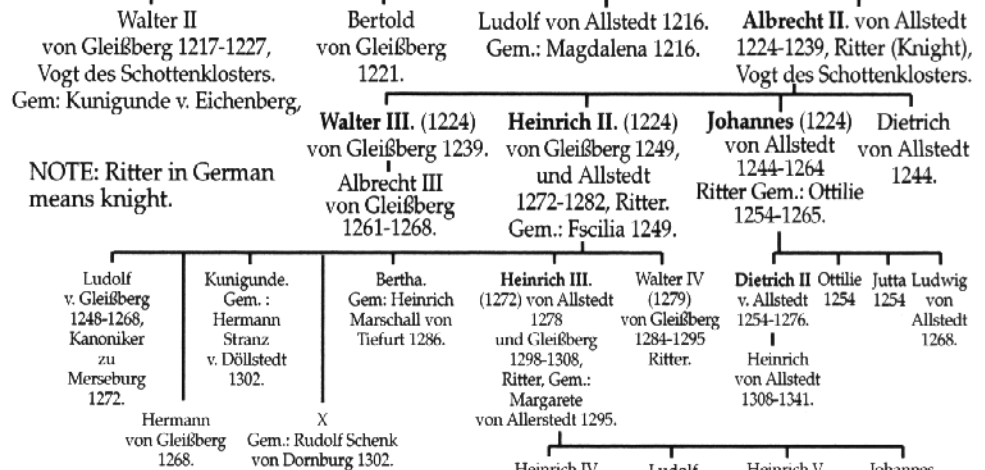 Walter II
von Gleißberg 1217-1227,
Vogt des Schottenklosters.
Gem: Kunigunde v. Eichenberg,
Bertold
von Gleißberg
1221.
Ludolf von Allstedt 1216.
Gem.: Magdalena 1216.
Albrecht II. von Allstedt
1224-1239, Ritter (Knight),
Vogt des Schottenklosters.
NOTE: Ritter in German
means knight.
Walter III. (1224)
von Gleißberg 1239.
Albrecht III
von Gleißberg
1261-1268.
Heinrich II. (1224)
von Gleißberg 1249,
und Allstedt
1272-1282, Ritter.
Gem.: Fscilia 1249.
Johannes (1224)
von Allstedt
1244-1264
Ritter Gem.: Ottilie
1254-1265.
Dietrich
von Allstedt
1244.
Ludolf
v. Gleißberg
1248-1268,
Kanoniker
zu
Merseburg
1272.
Hermann
von Gleißberg
1268.
Kunigunde.
Gem. :
Hermann
Stranz
v. Döllstedt
1302.
X
Gem.: Rudolf Schenk
von Dornburg 1302.
Bertha.
Gem: Heinrich
Marschall von
Tiefurt 1286.
Heinrich III.
(1272) von Allstedt
1278
und Gleißberg
1298-1308,
Ritter, Gem.:
Margarete
von Allerstedt 1295.
Walter IV
(1279)
von Gleißberg
1284-1295
Ritter.
Dietrich II
v. Allstedt
1254-1276.
Heinrich
von Allstedt
1308-1341.
Ottilie
1254
Jutta
1254
Ludwig
von
Allstedt
1268.
Heinrich IV
Ludolf
Heinrich V
Johannes